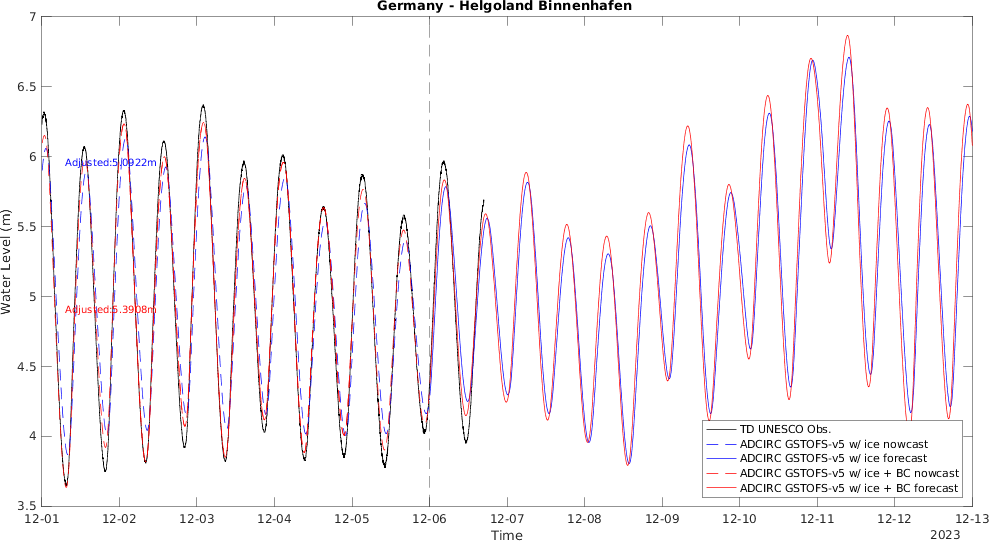 Germany - Helgoland Binnenhafen
7
6.5
6
5.5
5
4.5
4
3.5
Water Level (m)
Adjusted:5.0922m
Adjusted:5.3908m
TD UNESCO Obs.
ADCIRC GSTOFS-v5 w/ ice nowcast
ADCIRC GSTOFS-v5 w/ ice forecast
ADCIRC GSTOFS-v5 w/ ice + BC nowcast
ADCIRC GSTOFS-v5 w/ ice + BC forecast
12-01 12-02 12-03 12-04 12-05 12-06 12-07 12-08 12-09 12-10 12-11 12-12 12-13
Time
2023